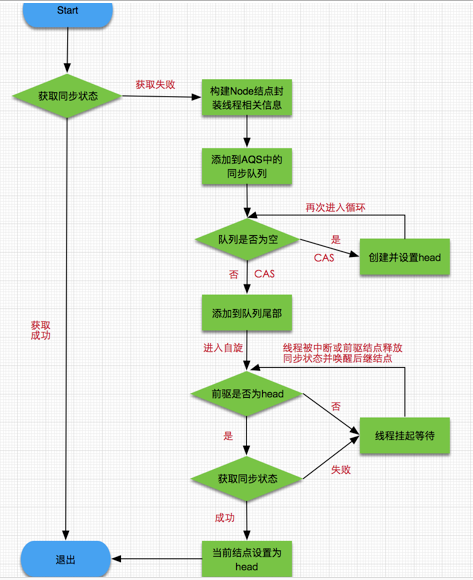 Start
获取同步状态
获取失败
构建Node结点封
装线程相关信息
添加到AQS中的
同步队列
再次进入循环
队列是否为空
是
CAS
创建并设置head
否
CAS
添加到队列尾部
获取
成功
进入自旋
线程被中断或前驱结点释放
同步状态并唤醒后继结点
前驱是否为head
否
线程挂起等待
是
获取同步状态
失败
成功
退出
当前结点设置为
head